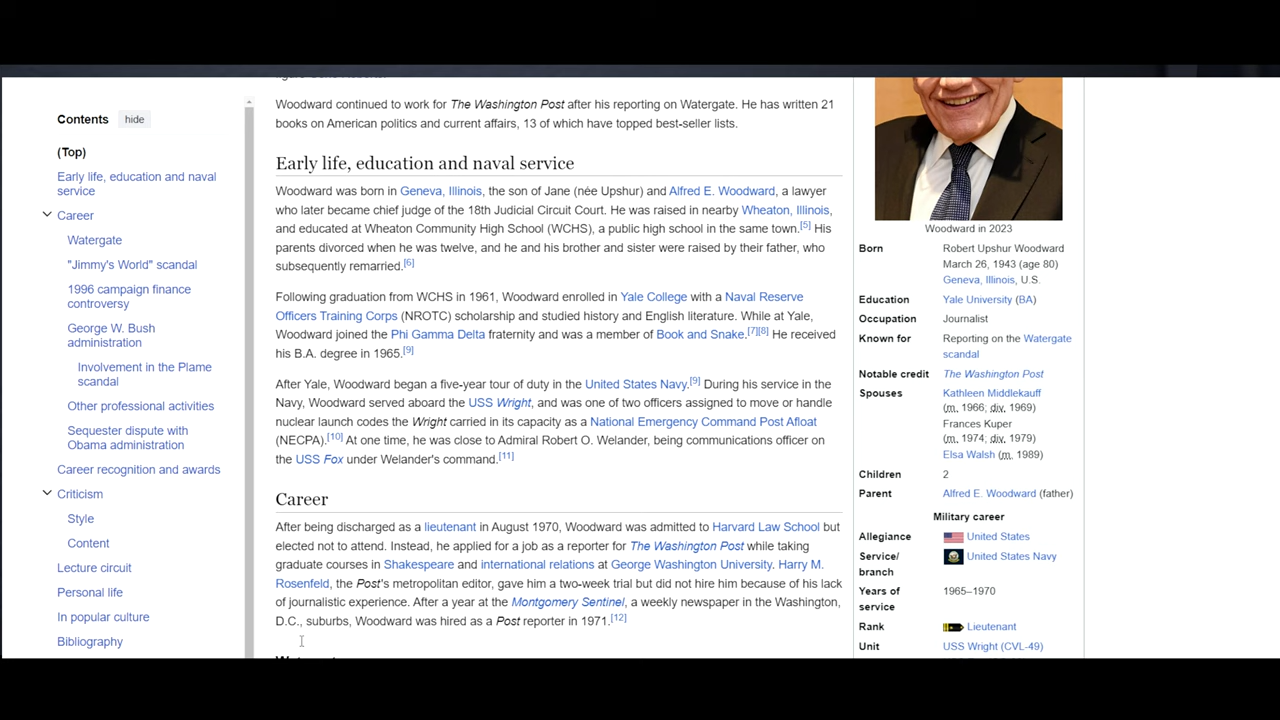 Woodward continued to work for The Washington Post after his reporting on Watergate. He has written 21
books on American politics and current affairs, 13 of which have topped best-seller lists.
Contents hide
(Top)
Early life, education and naval
service
Career
Watergate
"Jimmy's World" scandal
1996 campaign finance
controversy
George W. Bush
administration
Involvement in the Plame
scandal
Other professional activities
Sequester dispute with
Obama administration
Career recognition and awards
Criticism
Style
Content
Lecture circuit
Personal life
In popular culture
Bibliography
Early life, education and naval service
Woodward was born in Geneva, Illinois, the son of Jane (née Upshur) and Alfred E. Woodward, a lawyer
who later became chief judge of the 18th Judicial Circuit Court. He was raised in nearby Wheaton, Illinois,
and educated at Wheaton Community High School (WCHS), a public high school in the same town.[5] His
parents divorced when he was twelve, and he and his brother and sister were raised by their father, who
subsequently remarried.[6]
Following graduation from WCHS in 1961, Woodward enrolled in Yale College with a Naval Reserve
Officers Training Corps (NROTC) scholarship and studied history and English literature. While at Yale,
Woodward joined the Phi Gamma Delta fraternity and was a member of Book and Snake.[7][8] He received
his B.A. degree in 1965.[9]
After Yale, Woodward began a five-year tour of duty in the United States Navy.[9] During his service in the
Navy, Woodward served aboard the USS Wright, and was one of two officers assigned to move or handle
nuclear launch codes the Wright carried in its capacity as a National Emergency Command Post Afloat
(NECPA).[10] At one time, he was close to Admiral Robert O. Welander, being communications officer on
the USS Fox under Welander's command.[11]
Career
After being discharged as a lieutenant in August 1970, Woodward was admitted to Harvard Law School but
elected not to attend. Instead, he applied for a job as a reporter for The Washington Post while taking
graduate courses in Shakespeare and international relations at George Washington University. Harry M.
Rosenfeld, the Post's metropolitan editor, gave him a two-week trial but did not hire him because of his lack
of journalistic experience. After a year at the Montgomery Sentinel, a weekly newspaper in the Washington,
D.C., suburbs, Woodward was hired as a Post reporter in 1971.[12]
Woodward in 2023
Born Robert Upshur Woodward
March 26, 1943 (age 80)
Geneva, Illinois, U.S.
Education Yale University (BA)
Occupation Journalist
Known for Reporting on the Watergate
scandal
Notable credit The Washington Post
Spouses Kathleen Middlekauff
(m. 1966; div. 1969)
Frances Kuper
(m. 1974; div. 1979)
Elsa Walsh (m. 1989)
Children 2
Parent Alfred E. Woodward (father)
Military career
Allegiance United States
Service/ United States Navy
branch
Years of 1965–1970
service
Rank Lieutenant
Unit USS Wright (CVL-49)